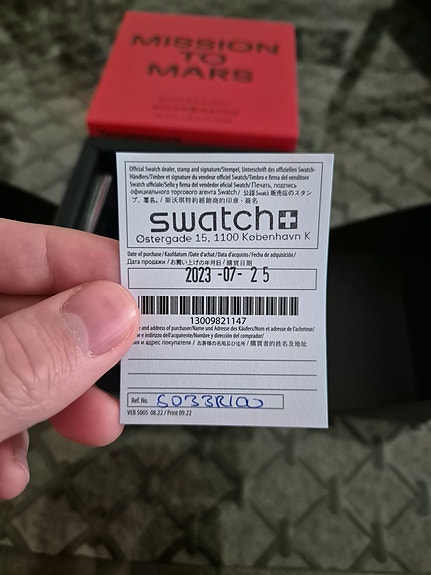 MISSION
TO
MARS
Official Swatch dealer, stamp and signature/Stempel, Unterschrift des offiziellen Swatch-
Händlers/Timbre et signature du vendeur officiel Swatch/Timbro e firma del venditore
Swatch ufficiale/Sello y firma del vendedor oficial Swatch/ Печать, подпись
официального торгового агента Swatch/ 公認 Swatch 販売店のスタン
プ、署名。/ 斯沃琪特約經銷商的印章、簽名
swatch
Østergade 15, 1100 København K
Date of purchase / Kaufdatum /Date d'achat / Data d'acquisto / Fecha de adquisición/
Дата продажи / お買い上げの年月日 / 購買日期
2023 -07- 25
13009821147
and address of purchaser/Name und Adresse des Käufers/Nom et adresse de l'acheteur/
e indirizzo dell'acquirente/Nombre y dirección del comprador/
и адрес покупателя / お客様の名前及び住所 / 購買者的姓名及地址
Ref. No. SO33R100
VEB S005 08.22 / Print 09.22